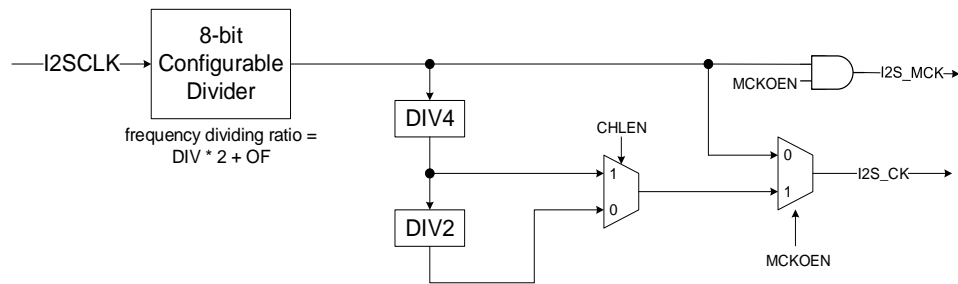 8-bit
Configurable
Divider
I2SCLK
frequency dividing ratio =
DIV * 2 + OF
MCKOEN
I2S_MCK
DIV4
CHLEN
1
0
DIV2
0
1
I2S_CK
MCKOEN